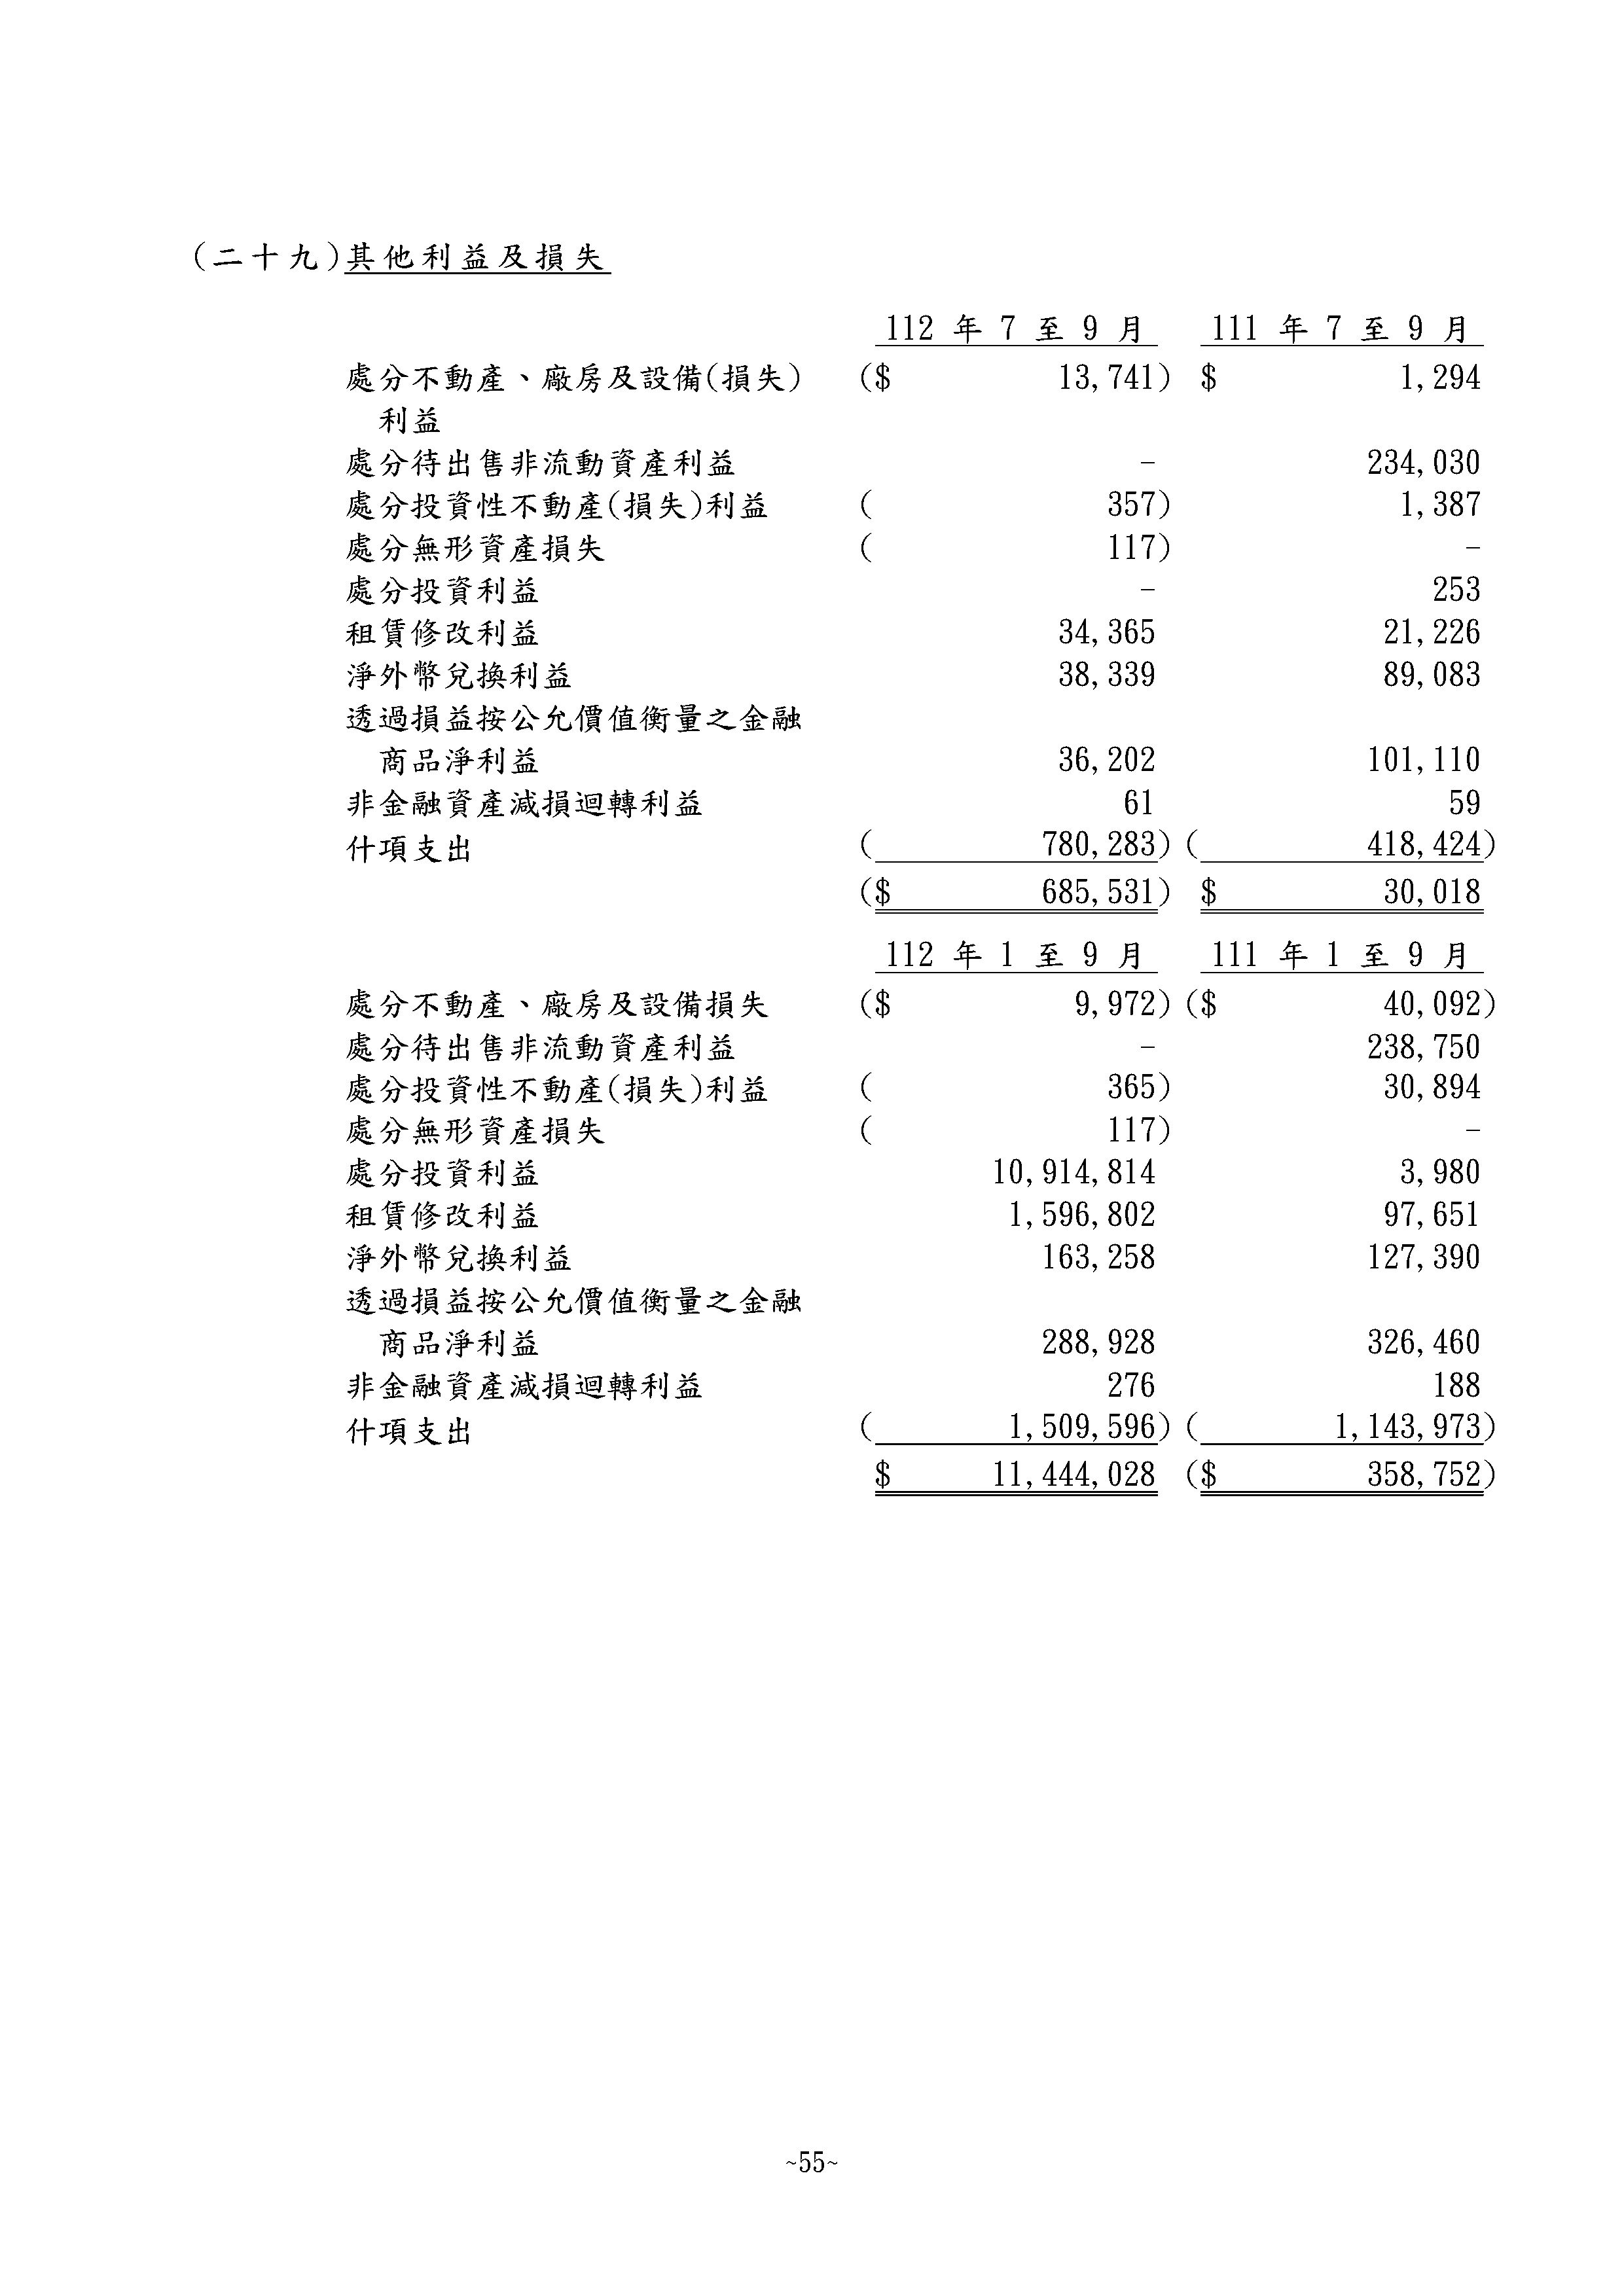 (二十九)其他利益及損失
112 年 7 至 9 月 111 年 7 至 9 月
處分不動產、廠房及設備(損失) ($ 13,741) $ 1,294
利益
處分待出售非流動資產利益 - 234,030
處分投資性不動產(損失)利益 ( 357) 1,387
處分無形資產損失 ( 117) -
處分投資利益 - 253
租賃修改利益 34,365 21,226
淨外幣兌換利益 38,339 89,083
透過損益按公允價值衡量之金融
商品淨利益 36,202 101,110
非金融資產減損迴轉利益 61 59
什項支出 ( 780,283) ( 418,424)
($ 685,531) $ 30,018
112 年 1 至 9 月 111 年 1 至 9 月
處分不動產、廠房及設備損失 ($ 9,972) ($ 40,092)
處分待出售非流動資產利益 - 238,750
處分投資性不動產(損失)利益 ( 365) 30,894
處分無形資產損失 ( 117) -
處分投資利益 10,914,814 3,980
租賃修改利益 1,596,802 97,651
淨外幣兌換利益 163,258 127,390
透過損益按公允價值衡量之金融
商品淨利益 288,928 326,460
非金融資產減損迴轉利益 276 188
什項支出 ( 1,509,596) ( 1,143,973)
$ 11,444,028 ($ 358,752)
~55~